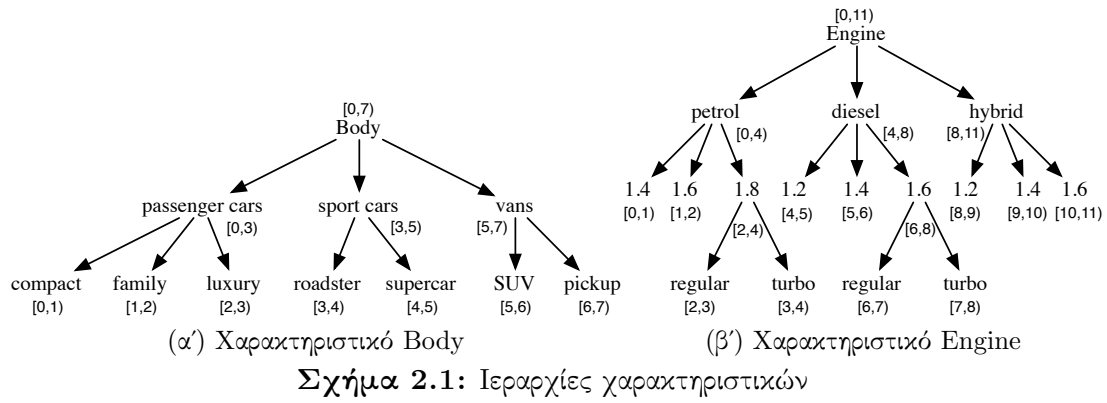 [0,7)
Body
passenger cars sport cars vans
[0,3) [3,5) [5,7)
compact family luxury roadster supercar SUV pickup
[0,1) [1,2) [2,3) [3,4) [4,5) [5,6) [6,7)
(αʹ) Χαρακτηριστικό Body
[0,11)
Engine
petrol diesel hybrid
[0,4) [4,8) [8,11)
1.4 1.6 1.8 1.2 1.4 1.6 1.2 1.4 1.6
[0,1) [1,2) [4,5) [5,6) [8,9) [9,10) [10,11)
[2,4) [6,8)
regular turbo regular turbo
[2,3) [3,4) [6,7) [7,8)
(βʹ) Χαρακτηριστικό Engine
Σχήμα 2.1: Ιεραρχίες χαρακτηριστικών